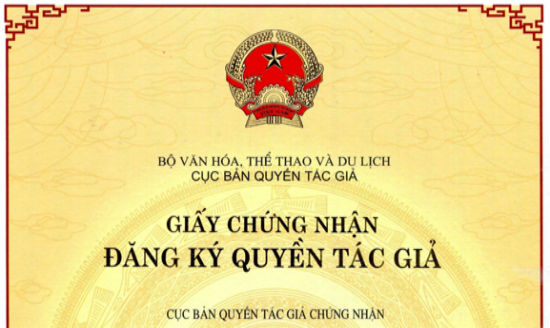 BỘ VĂN HÓA, THỂ THAO VÀ DU LỊCH
CỤC BẢN QUYỀN TÁC GIẢ
GIẤY CHỨNG NHẬN
ĐĂNG KÝ QUYỀN TÁC GIẢ
CỤC BẢN QUYỀN TÁC GIẢ CHỨNG NHẬN